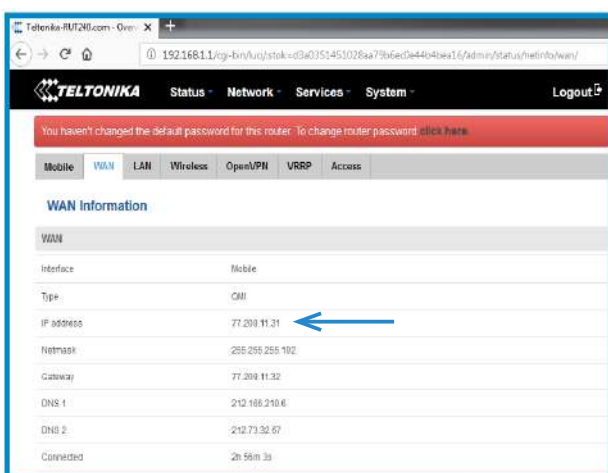 Teltonika-RUT240.com - Over
192.168.1.1/cgi-bin/luci/;stok=d3a0351451028aa79b6ec0e44b4bea16/admin/status/netinfo/wan/
TELTONIKA Status Network Services System Logout
You haven't changed the default password for this router. To change router password click here.
Mobile WAN LAN Wireless OpenVPN VRRP Access
WAN Information
WAN
Interface Mobile
Type QMI
IP address 77.209.11.31
Netmask 255.255.255.192
Gateway 77.209.11.32
DNS 1 212.166.210.6
DNS 2 212.73.32.67
Connected 2h 56m 3s